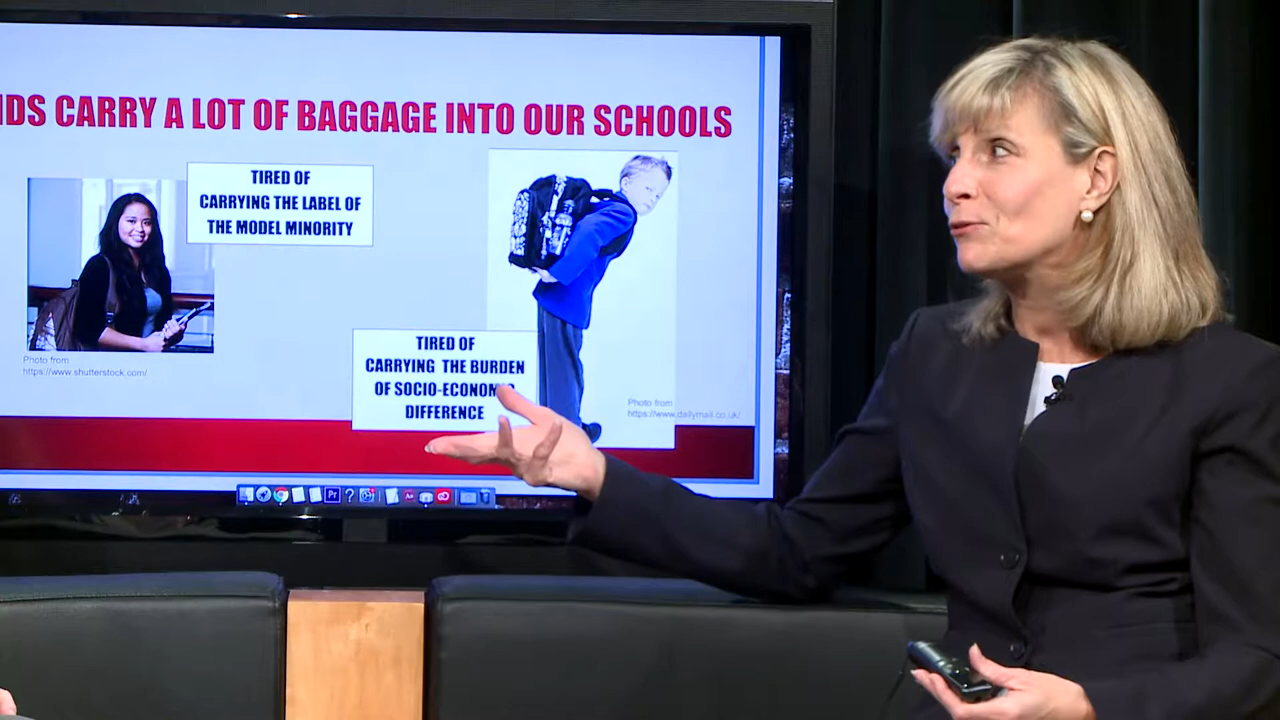 IDS CARRY A LOT OF BAGGAGE INTO OUR SCHOOLS
TIRED OF
CARRYING THE LABEL OF
THE MODEL MINORITY
Photo from
https://www.shutterstock.com/
TIRED OF
CARRYING THE BURDEN
OF SOCIO-ECONOMIC
DIFFERENCE
Photo from
https://www.dailymail.co.uk/
Pr
?